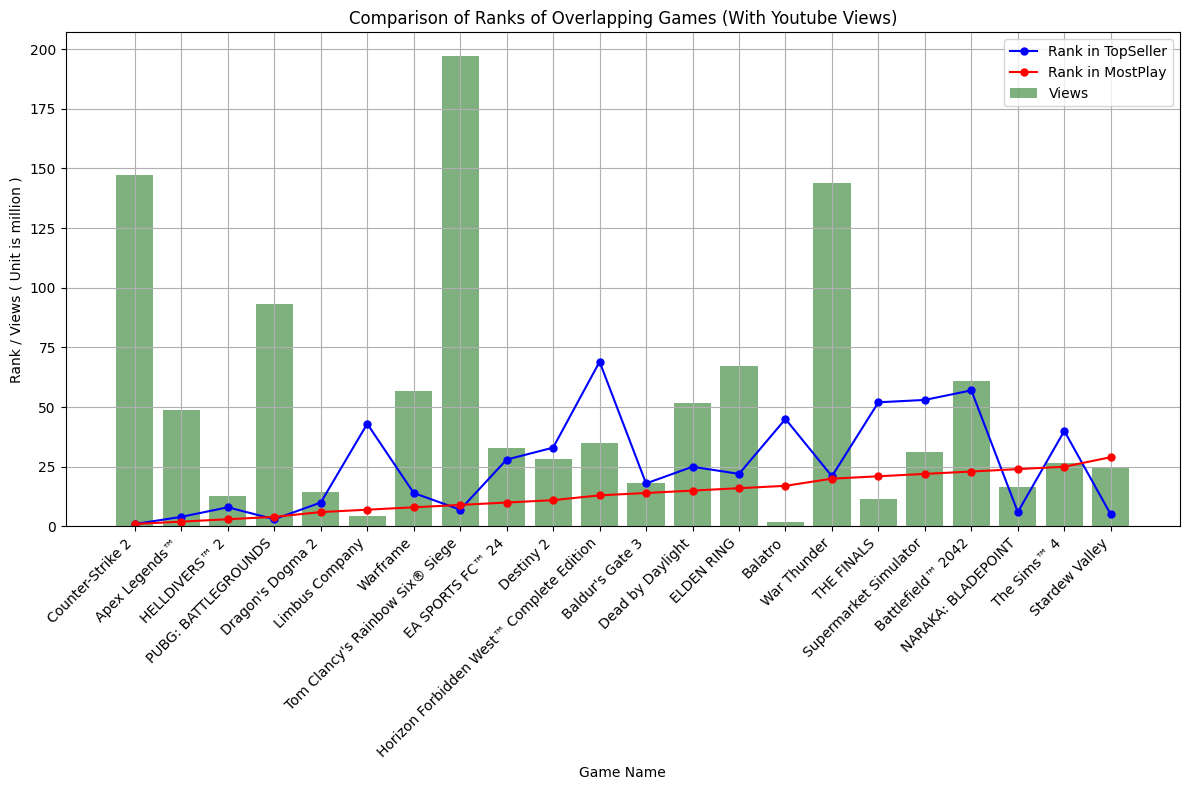 Comparison of Ranks of Overlapping Games (With Youtube Views)
Rank in TopSeller
Rank in MostPlay
Views
Rank / Views ( Unit is million )
200
175
150
125
100
75
50
25
0
Counter-Strike 2
Apex Legends™
HELLDIVERS™ 2
PUBG: BATTLEGROUNDS
Dragon's Dogma 2
Limbus Company
Warframe
Tom Clancy's Rainbow Six® Siege
EA SPORTS FC™ 24
Destiny 2
Horizon Forbidden West™ Complete Edition
Baldur's Gate 3
Dead by Daylight
ELDEN RING
Balatro
War Thunder
THE FINALS
Supermarket Simulator
Battlefield™ 2042
NARAKA: BLADEPOINT
The Sims™ 4
Stardew Valley
Game Name